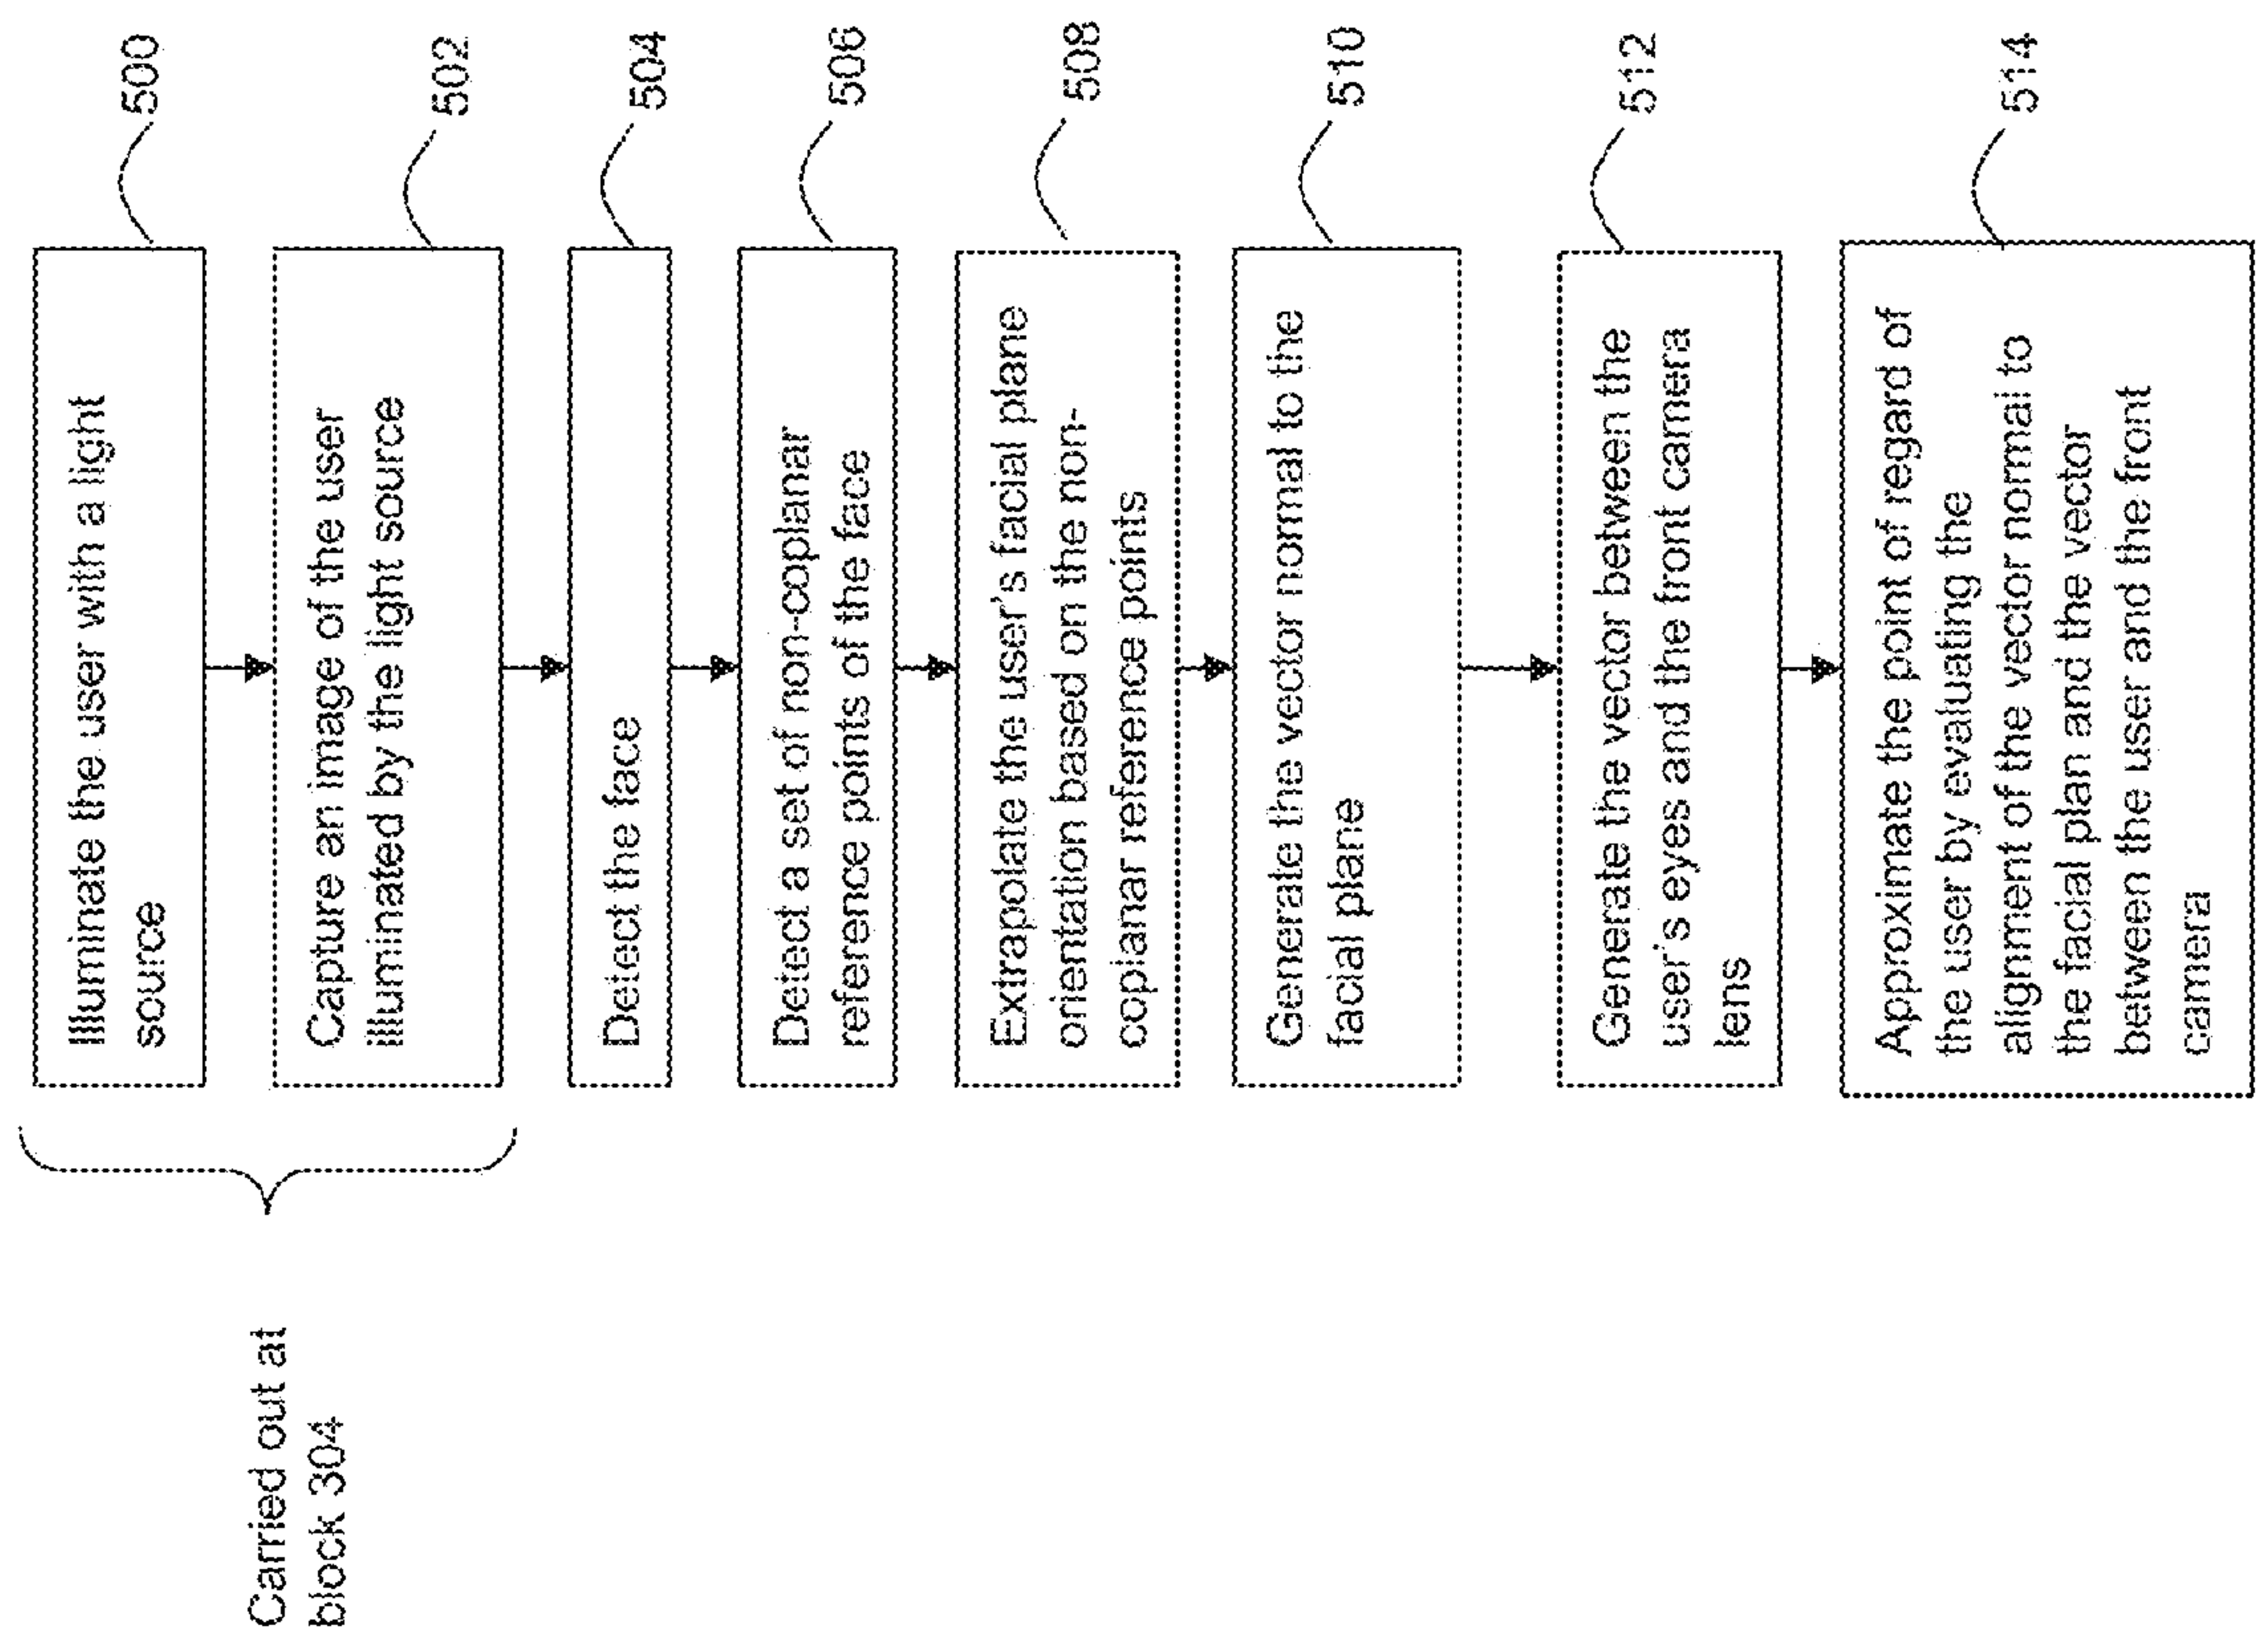 Carried out at
block 304
Illuminate the user with a light
source
500
Capture an image of the user
illuminated by the light source
502
Detect the face
504
Detect a set of non-coplanar
reference points of the face
506
Extrapolate the user's facial plane
orientation based on the non-
coplanar reference points
508
Generate the vector normal to the
facial plane
510
Generate the vector between the
user's eyes and the front camera
lens
512
Approximate the point of regard of
the user by evaluating the
alignment of the vector normal to
the facial plan and the vector
between the user and the front
camera
514